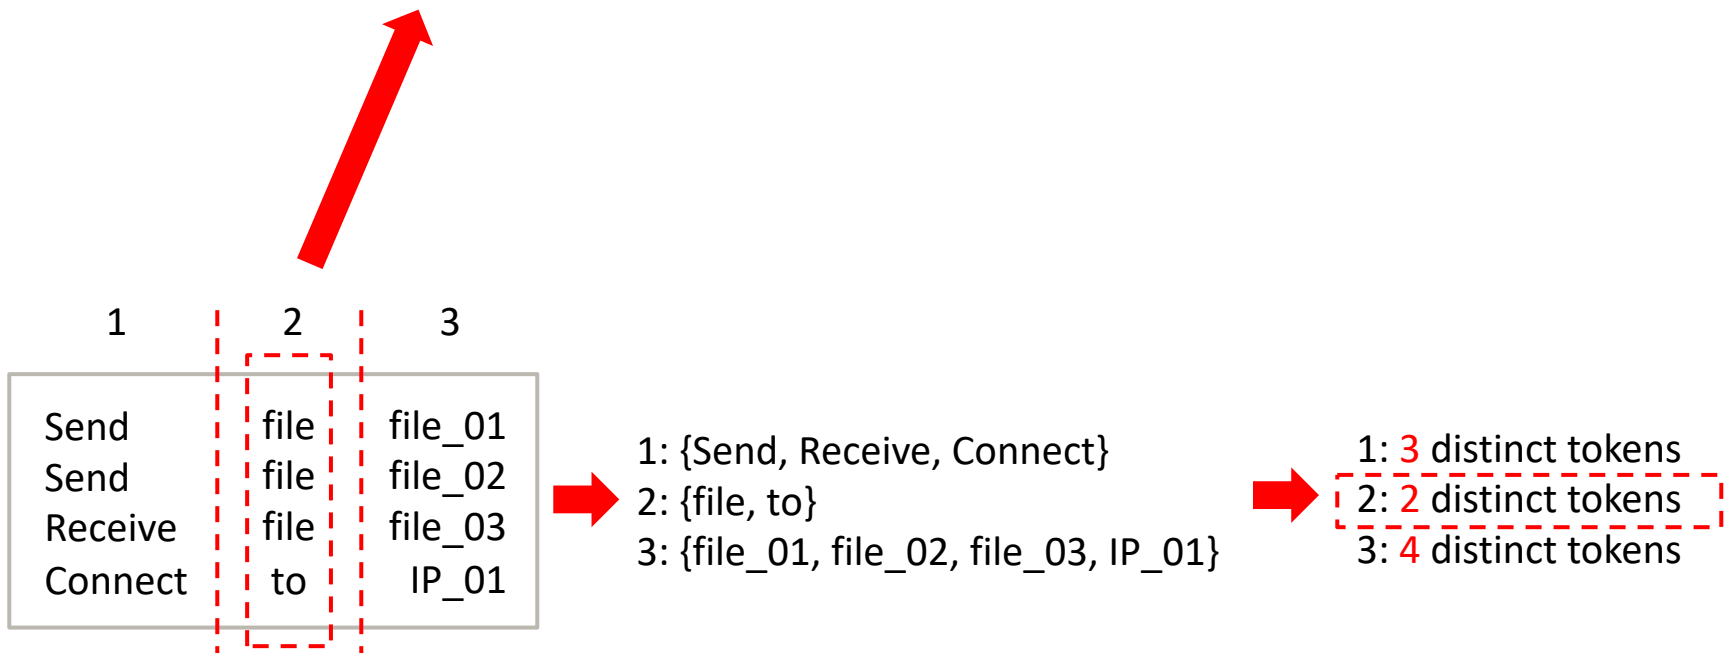 1 2 3
Send file file_01
Send file file_02
Receive file file_03
Connect to IP_01
1: {Send, Receive, Connect}
2: {file, to}
3: {file_01, file_02, file_03, IP_01}
1: 3 distinct tokens
2: 2 distinct tokens
3: 4 distinct tokens